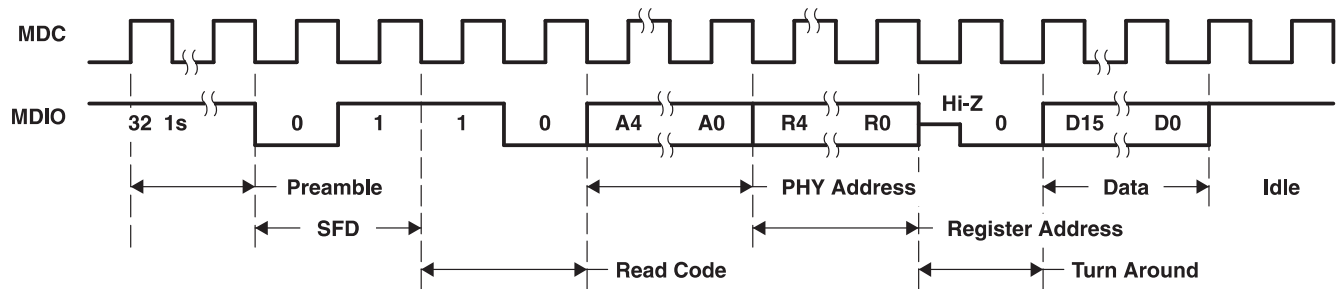 MDC
Hi-Z
MDIO
32 1s 0 1 1 0 A4 A0 R4 R0 0 D15 D0
Preamble PHY Address Data Idle
SFD Register Address
Read Code Turn Around